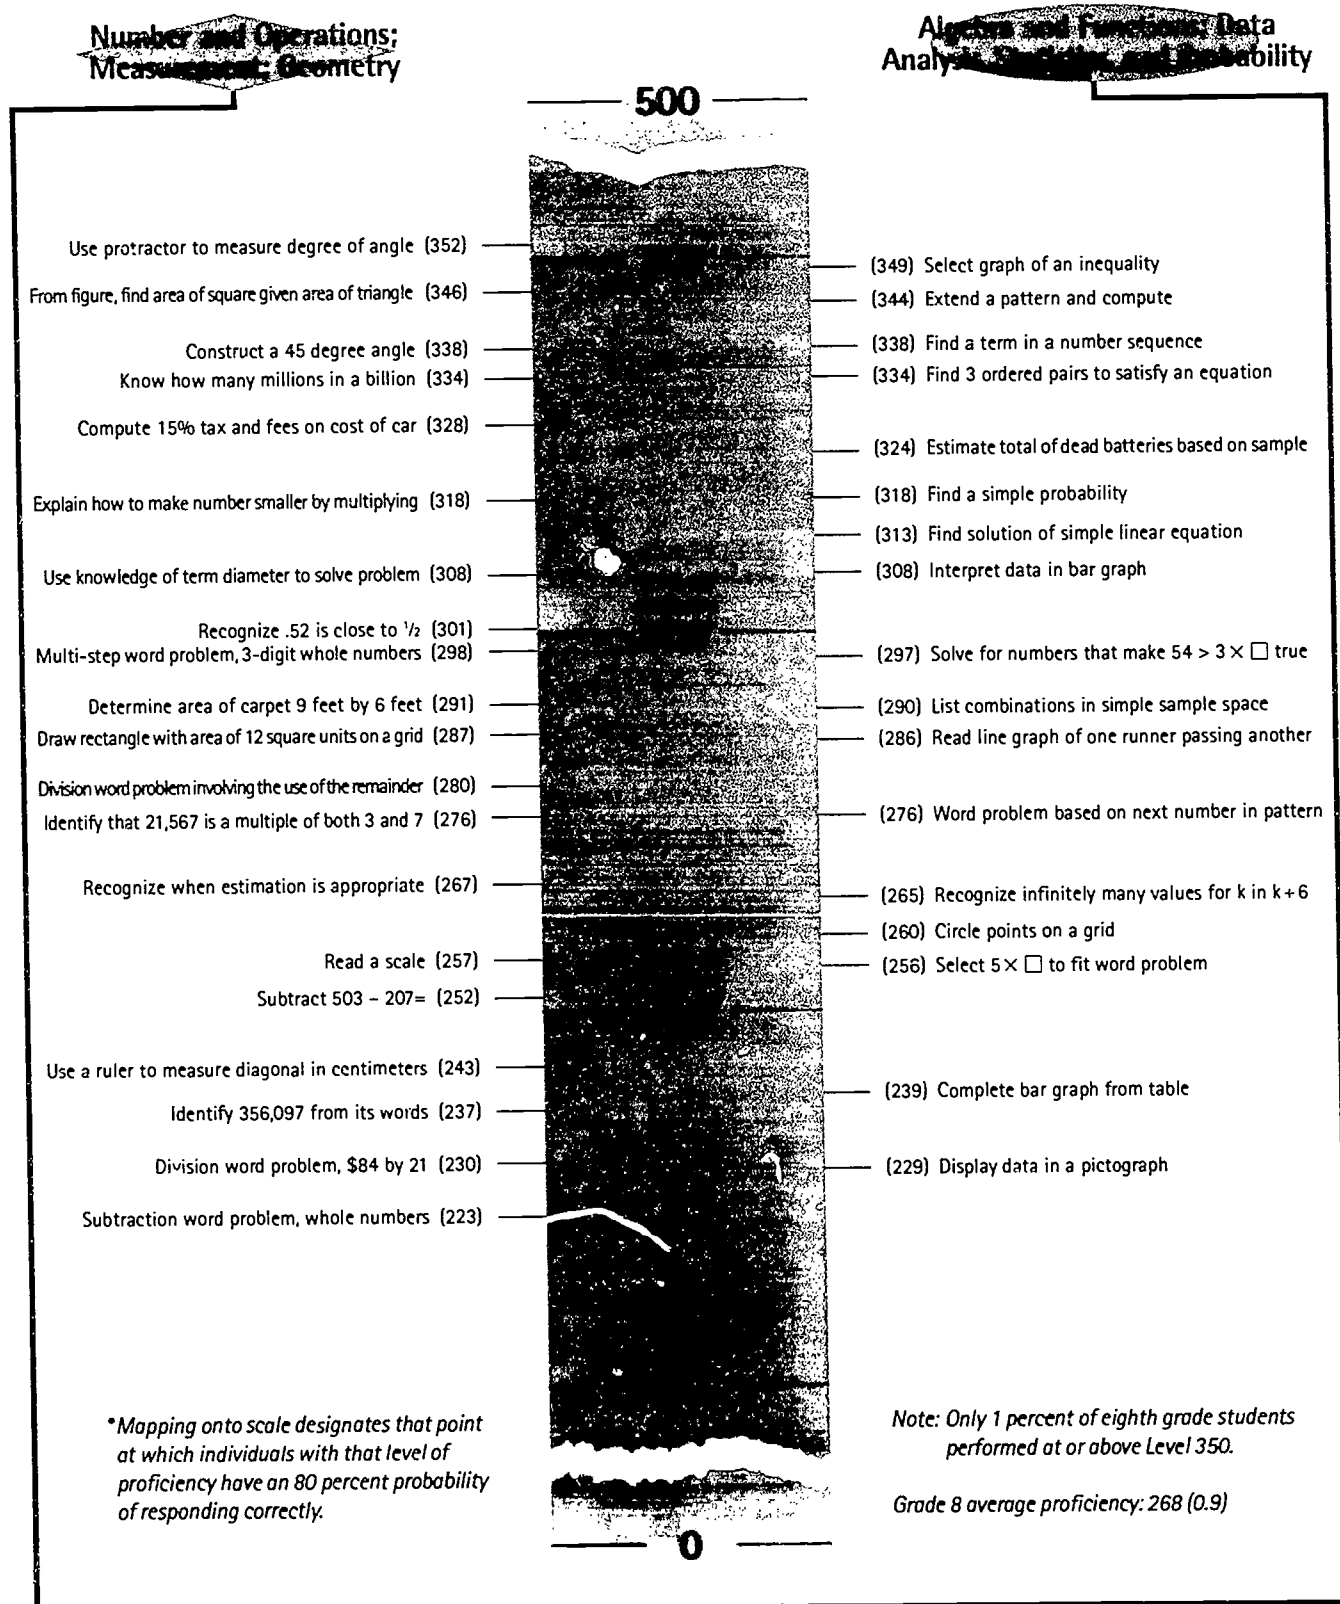 Number and Operations;
Measurement; Geometry
Algebra and Functions; Data
Analysis, Statistics, and Probability
500
Use protractor to measure degree of angle (352)
From figure, find area of square given area of triangle (346)
Construct a 45 degree angle (338)
Know how many millions in a billion (334)
Compute 15% tax and fees on cost of car (328)
Explain how to make number smaller by multiplying (318)
Use knowledge of term diameter to solve problem (308)
Recognize .52 is close to 1/2 (301)
Multi-step word problem, 3-digit whole numbers (298)
Determine area of carpet 9 feet by 6 feet (291)
Draw rectangle with area of 12 square units on a grid (287)
Division word problem involving the use of the remainder (280)
Identify that 21,567 is a multiple of both 3 and 7 (276)
Recognize when estimation is appropriate (267)
Read a scale (257)
Subtract 503 – 207= (252)
Use a ruler to measure diagonal in centimeters (243)
Identify 356,097 from its words (237)
Division word problem, $84 by 21 (230)
Subtraction word problem, whole numbers (223)
(349) Select graph of an inequality
(344) Extend a pattern and compute
(338) Find a term in a number sequence
(334) Find 3 ordered pairs to satisfy an equation
(324) Estimate total of dead batteries based on sample
(318) Find a simple probability
(313) Find solution of simple linear equation
(308) Interpret data in bar graph
(297) Solve for numbers that make 54 > 3 × □ true
(290) List combinations in simple sample space
(286) Read line graph of one runner passing another
(276) Word problem based on next number in pattern
(265) Recognize infinitely many values for k in k+6
(260) Circle points on a grid
(256) Select 5 × □ to fit word problem
(239) Complete bar graph from table
(229) Display data in a pictograph
*Mapping onto scale designates that point
at which individuals with that level of
proficiency have an 80 percent probability
of responding correctly.
Note: Only 1 percent of eighth grade students
performed at or above Level 350.
Grade 8 average proficiency: 268 (0.9)
0